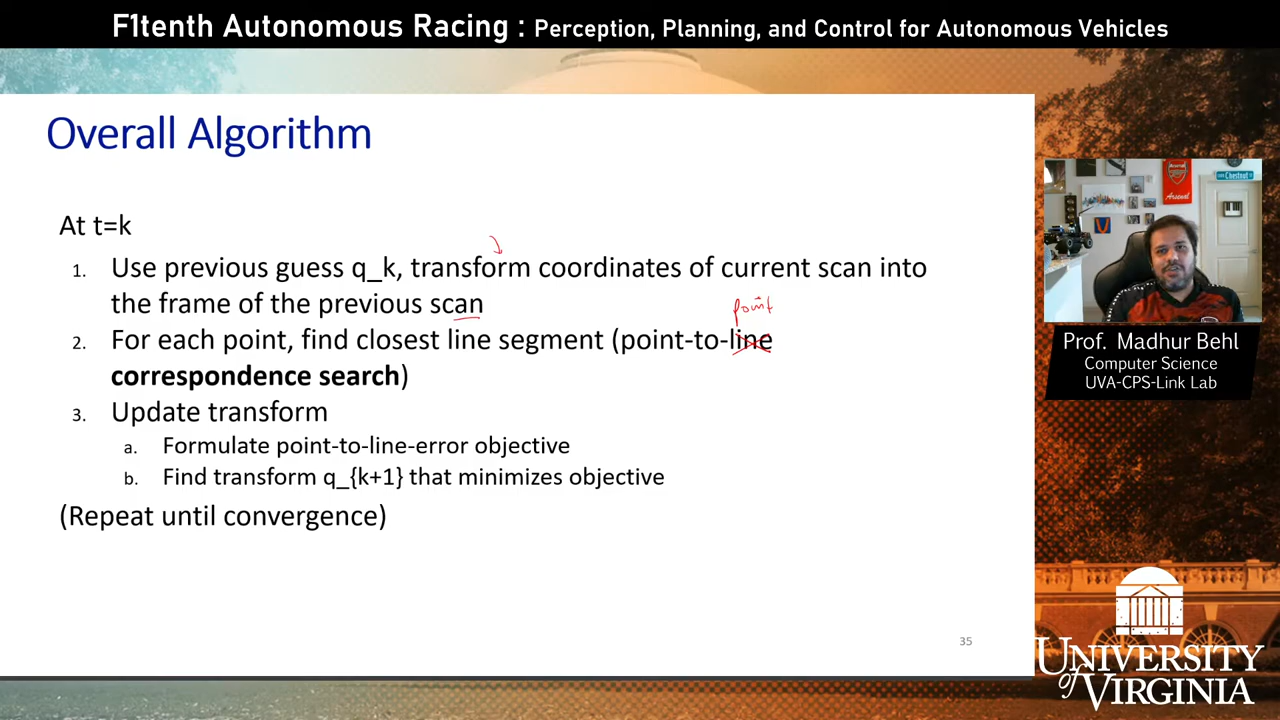 F1tenth Autonomous Racing : Perception, Planning, and Control for Autonomous Vehicles
Overall Algorithm
At t=k
1. Use previous guess q_k, transform coordinates of current scan into
the frame of the previous scan
point
2. For each point, find closest line segment (point-to-line
correspondence search)
3. Update transform
a. Formulate point-to-line-error objective
b. Find transform q_{k+1} that minimizes objective
(Repeat until convergence)
35
Chestnut
Arsenal
Prof. Madhur Behl
Computer Science
UVA-CPS-Link Lab
UNIVERSITY
of VIRGINIA